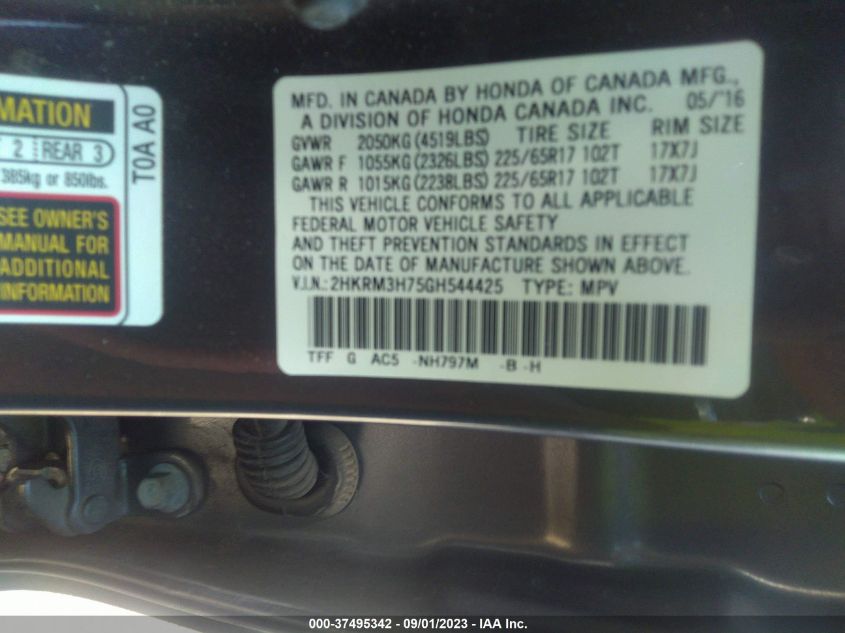 MATION
2 REAR 3
385kg or 850lbs.
SEE OWNER'S
MANUAL FOR
ADDITIONAL
INFORMATION
T0A A0
MFD. IN CANADA BY HONDA OF CANADA MFG.,
A DIVISION OF HONDA CANADA INC. 05/'16
GVWR 2050KG (4519LBS) TIRE SIZE RIM SIZE
GAWR F 1055KG (2326LBS) 225/65R17 102T 17X7J
GAWR R 1015KG (2238LBS) 225/65R17 102T 17X7J
THIS VEHICLE CONFORMS TO ALL APPLICABLE
FEDERAL MOTOR VEHICLE SAFETY
AND THEFT PREVENTION STANDARDS IN EFFECT
ON THE DATE OF MANUFACTURE SHOWN ABOVE.
V.I.N.: 2HKRM3H75GH544425 TYPE: MPV
TFF G AC5 -NH797M -B -H
000-37495342 - 09/01/2023 - IAA Inc.